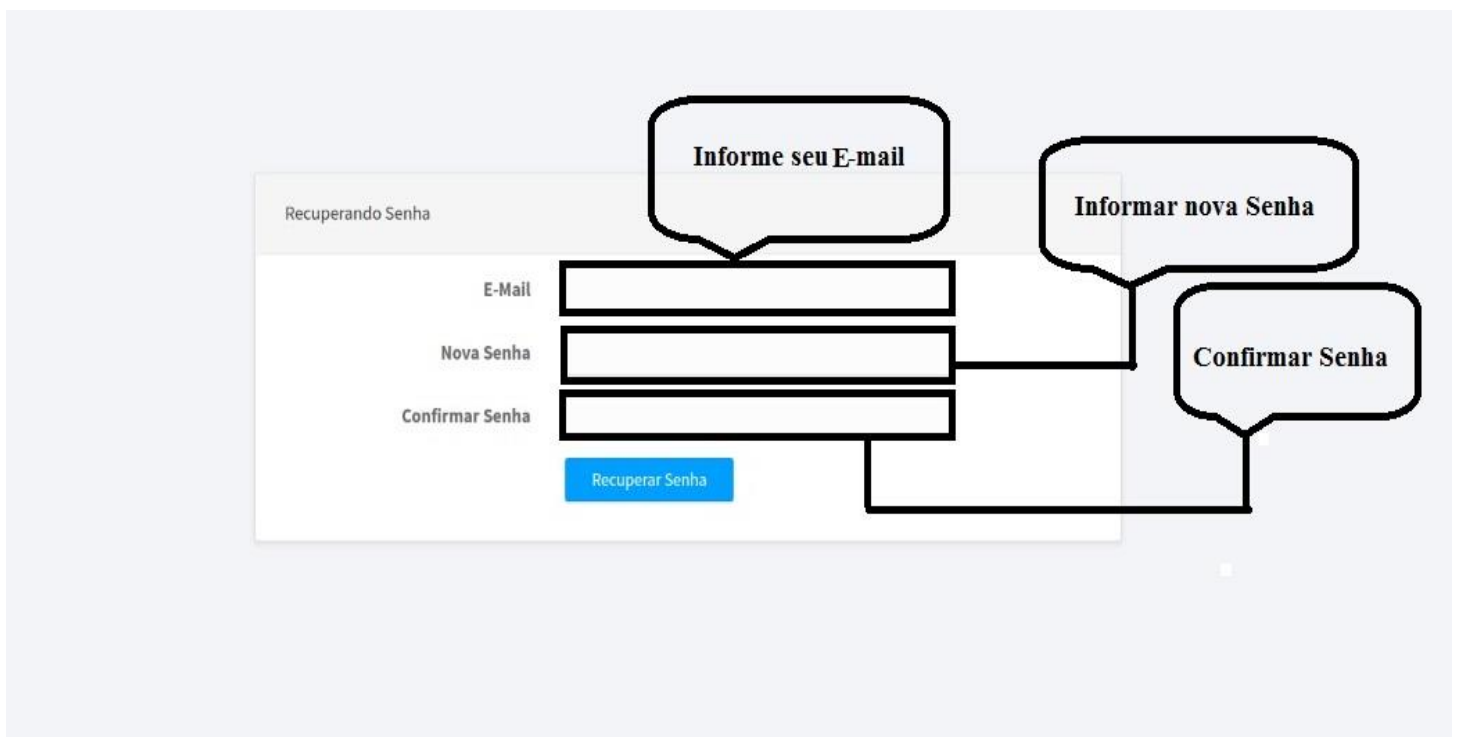 Informe seu E-mail
Informar nova Senha
Recuperando Senha
E-Mail
Nova Senha
Confirmar Senha
Confirmar Senha
Recuperar Senha